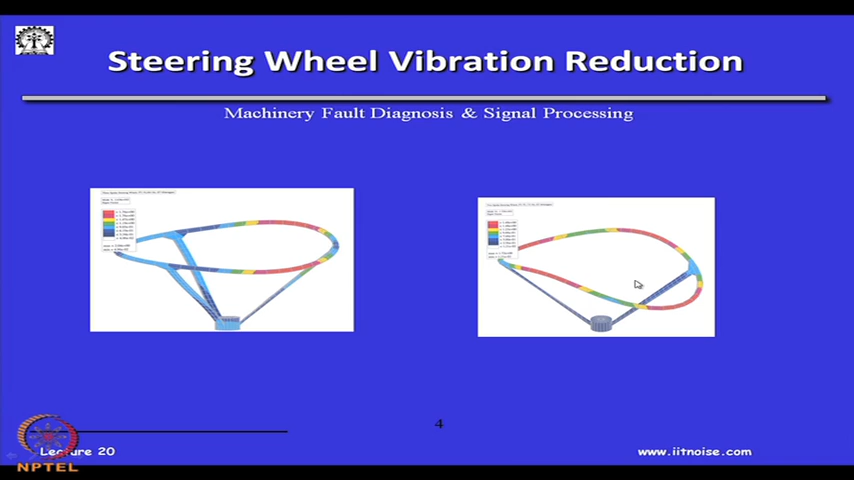 Steering Wheel Vibration Reduction
Machinery Fault Diagnosis & Signal Processing
4
Lecture 20
www.iitnoise.com
NPTEL